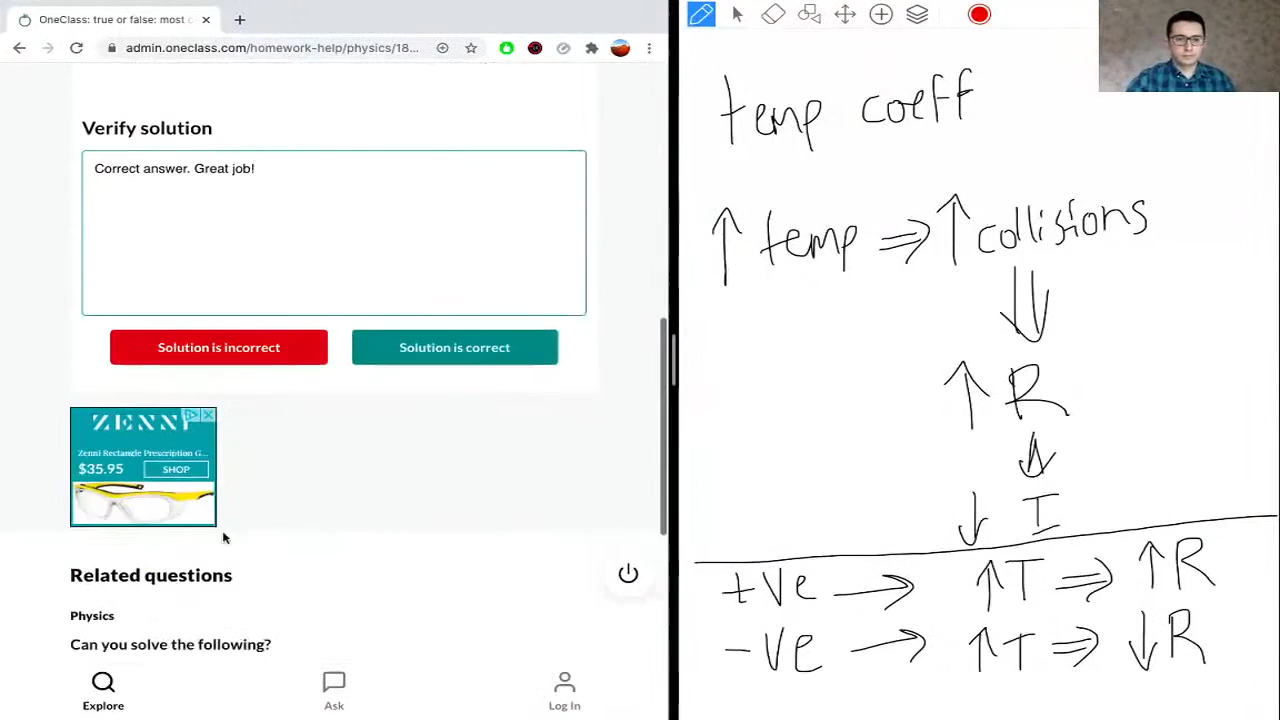 OneClass: true or false: most c
admin.oneclass.com/homework-help/physics/18...
Verify solution
Correct answer. Great job!
Solution is incorrect
Solution is correct
ZENNI
Zenni Rectangle Prescription G...
$35.95 SHOP
Related questions
Physics
Can you solve the following?
Explore
Ask
Log In
temp coeff
↑ temp ⇒ ↑ collisions
⇓
↑ R
↓ I
+ve → ↑T ⇒ ↑R
-ve → ↑T ⇒ ↓R